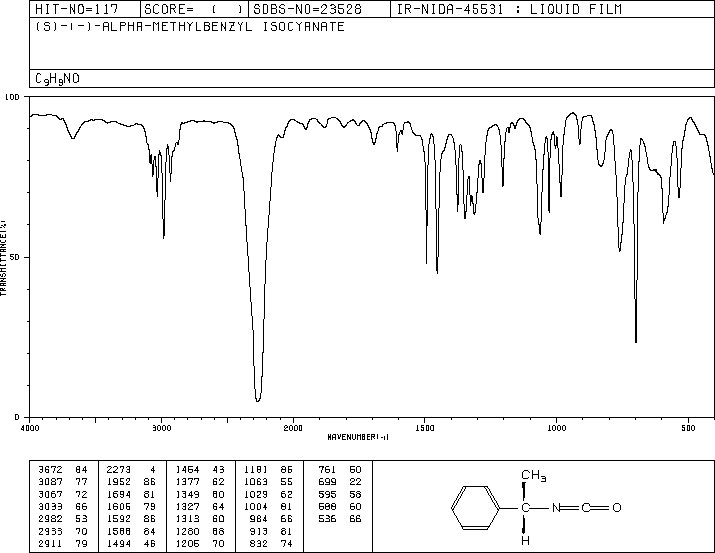 HIT-NO=117 SCORE= ( ) SDBS-NO=23528 IR-NIDA-45531 : LIQUID FILM
(S)-(-)-ALPHA-METHYLBENZYL ISOCYANATE
C9H9NO
100
50
0
TRANSMITTANCE(%)
4000 3000 2000 1500 1000 500
WAVENUMBER(-1)
3672 84 2273 4 1454 43 1181 86 761 50
3087 77 1952 86 1377 62 1063 55 699 22
3067 72 1694 81 1349 60 1029 62 595 58
3033 66 1606 79 1327 64 1004 81 588 60
2982 53 1592 86 1313 60 984 66 536 66
2933 70 1588 84 1280 68 913 81
2911 79 1494 46 1205 70 832 74
CH3
C N C O
H